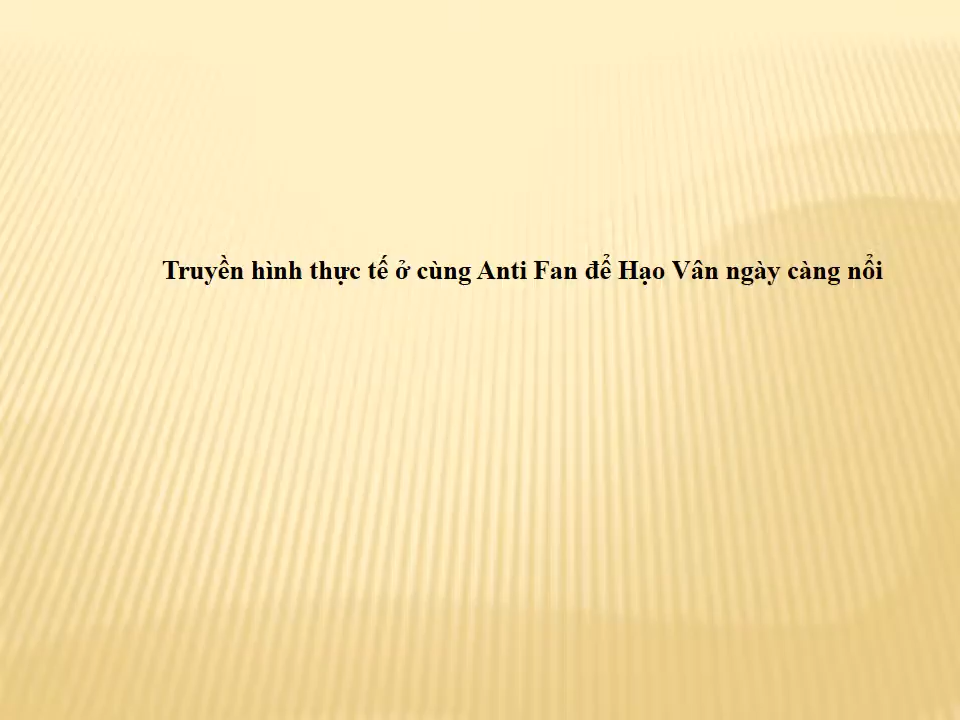 Truyền hình thực tế ở cùng Anti Fan để Hạo Vân ngày càng nổi